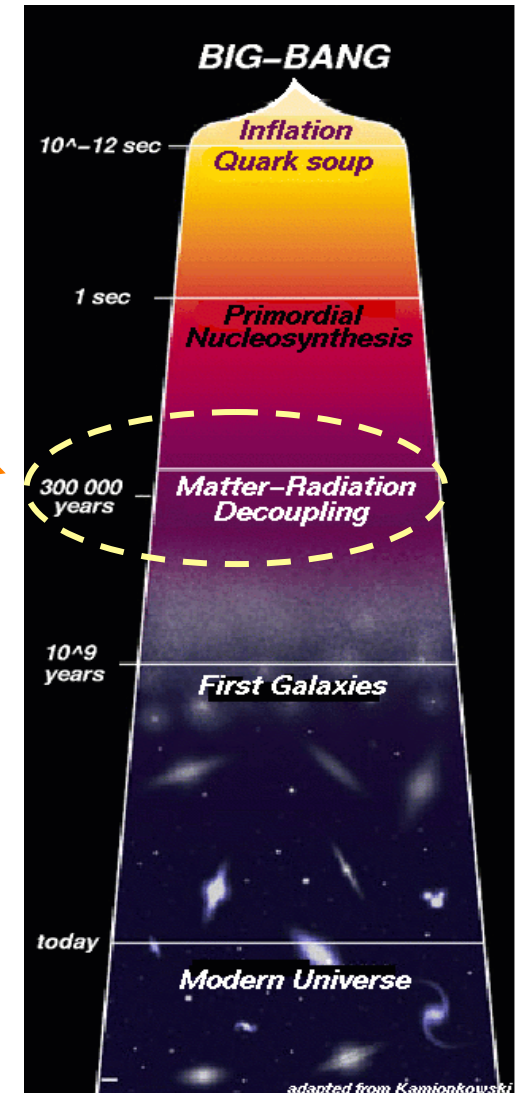 BIG-BANG
Inflation
10^-12 sec
Quark soup
1 sec
Primordial
Nucleosynthesis
300 000
years
Matter-Radiation
Decoupling
10^9
years
First Galaxies
today
Modern Universe
adapted from Kamionkowski